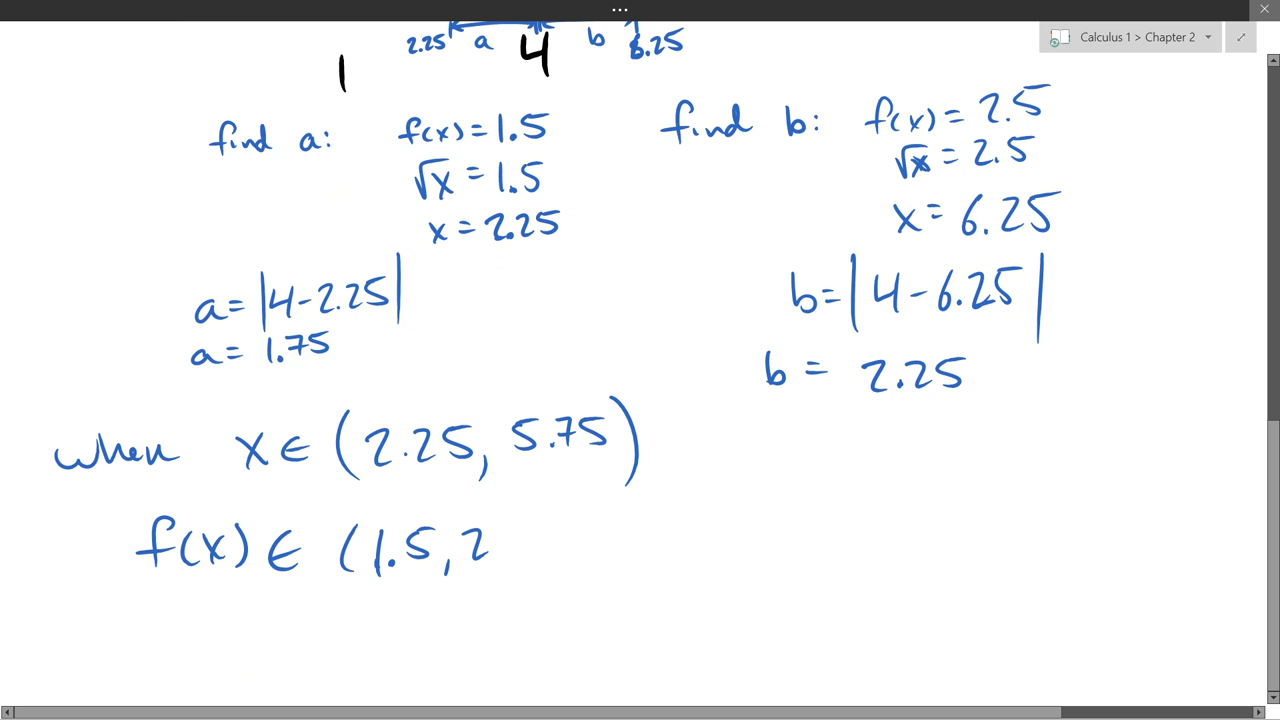 ...
Calculus 1 > Chapter 2
2.25 a 4 b 6.25
1
find a: f(x) = 1.5
√x = 1.5
x = 2.25
a = |4 - 2.25|
a = 1.75
find b: f(x) = 2.5
√x = 2.5
x = 6.25
b = |4 - 6.25|
b = 2.25
when x ∈ (2.25, 5.75)
f(x) ∈ (1.5, 2